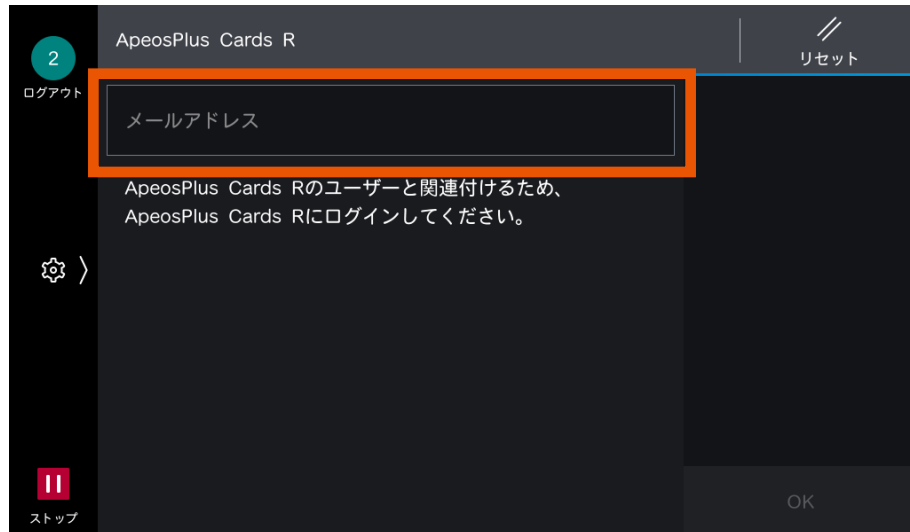 2
ログアウト
ApeosPlus Cards R
リセット
メールアドレス
ApeosPlus Cards Rのユーザーと関連付けるため、
ApeosPlus Cards Rにログインしてください。
ストップ
OK